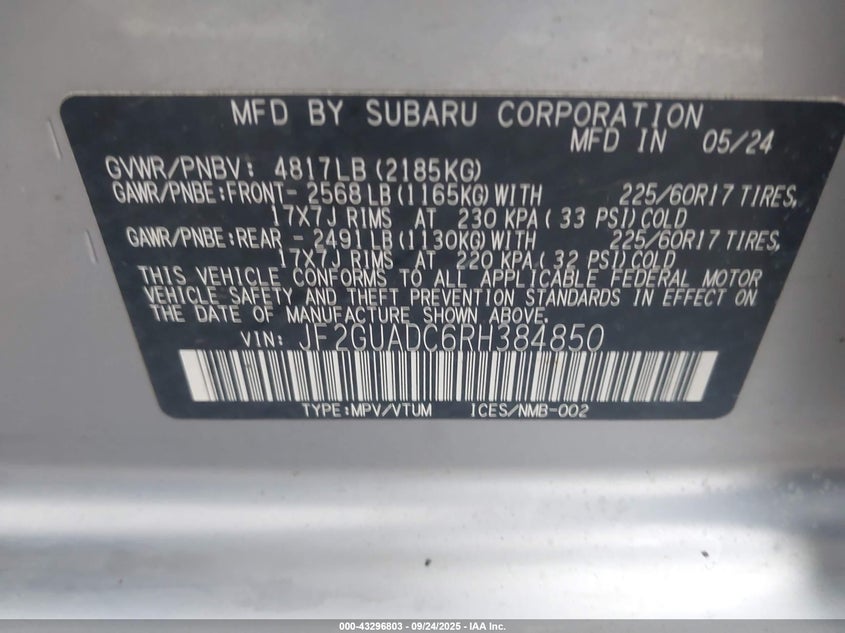 MFD BY SUBARU CORPORATION
MFD IN 05/24
GVWR/PNBV: 4817LB (2185KG)
GAWR/PNBE:FRONT- 2568 LB (1165KG) WITH 225/60R17 TIRES,
17X7J RIMS AT 230 KPA ( 33 PSI) COLD
GAWR/PNBE:REAR - 2491 LB (1130KG) WITH 225/60R17 TIRES,
17X7J RIMS AT 220 KPA ( 32 PSI) COLD
THIS VEHICLE CONFORMS TO ALL APPLICABLE FEDERAL MOTOR
VEHICLE SAFETY AND THEFT PREVENTION STANDARDS IN EFFECT ON
THE DATE OF MANUFACTURE SHOWN ABOVE.
VIN: JF2GUADC6RH384850
TYPE:MPV/VTUM ICES/NMB-002
000-43296803 - 09/24/2025 - IAA Inc.